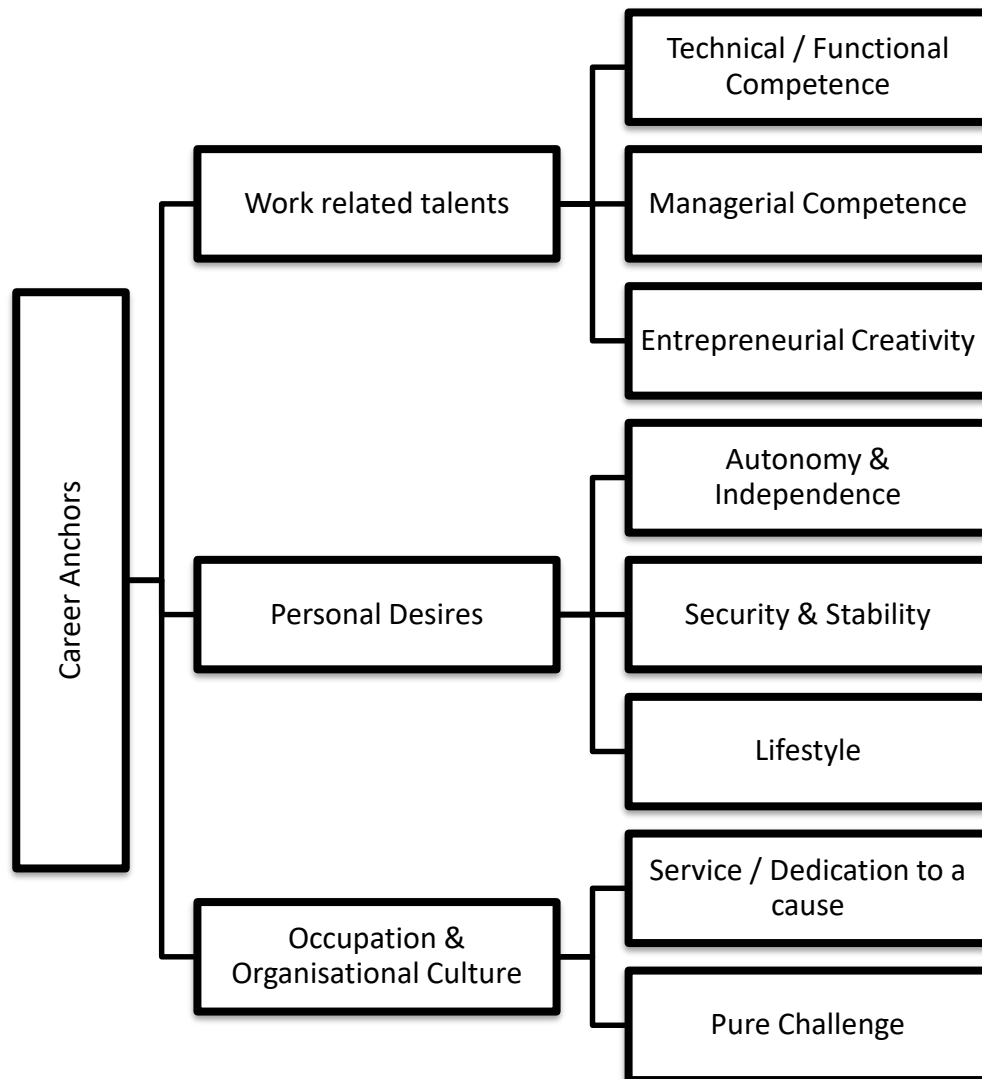 Career Anchors
Work related talents
Technical / Functional
Competence
Managerial Competence
Entrepreneurial Creativity
Personal Desires
Autonomy &
Independence
Security & Stability
Lifestyle
Occupation &
Organisational Culture
Service / Dedication to a
cause
Pure Challenge